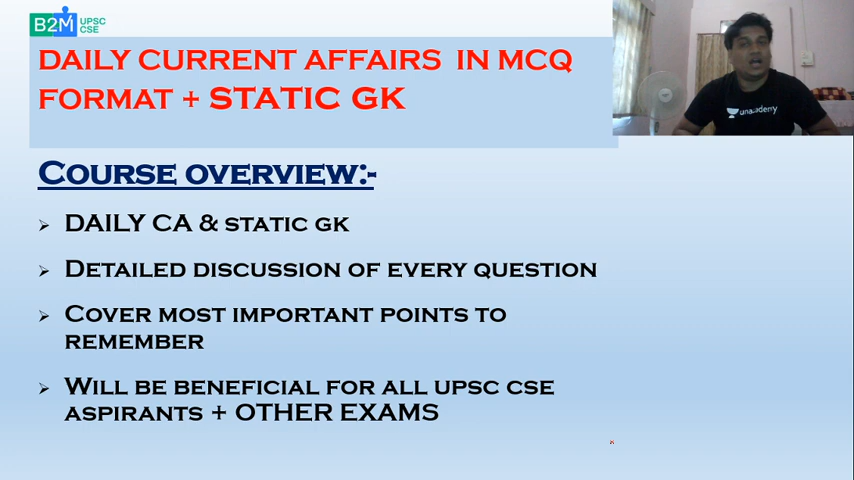 B2M UPSC
CSE
DAILY CURRENT AFFAIRS IN MCQ
FORMAT + STATIC GK
COURSE OVERVIEW:-
DAILY CA & STATIC GK
DETAILED DISCUSSION OF EVERY QUESTION
COVER MOST IMPORTANT POINTS TO
REMEMBER
WILL BE BENEFICIAL FOR ALL UPSC CSE
ASPIRANTS + OTHER EXAMS
unacademy